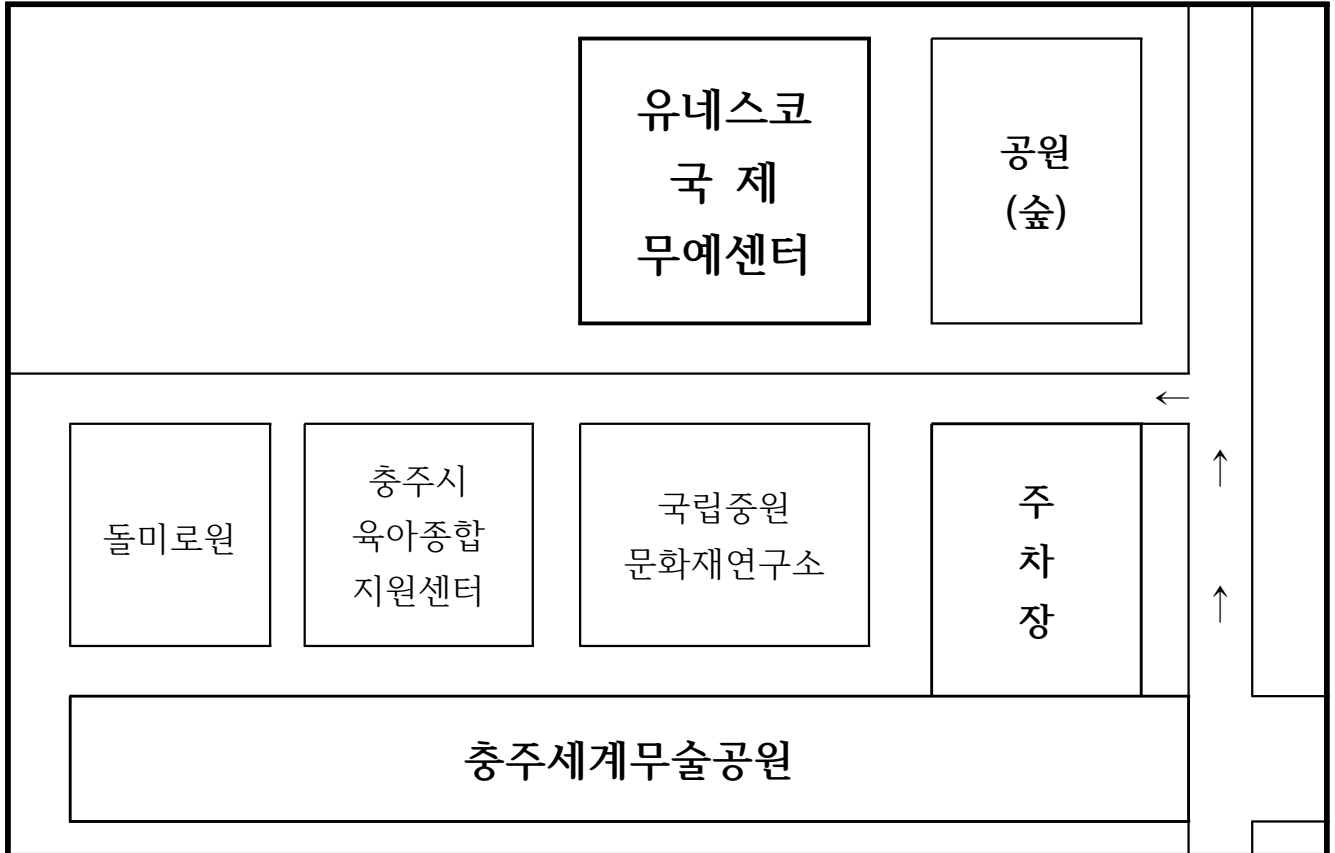 유네스코
국 제
무예센터
공원
(숲)
←
돌미로원
충주시
육아종합
지원센터
국립중원
문화재연구소
주
차
장
↑
↑
충주세계무술공원